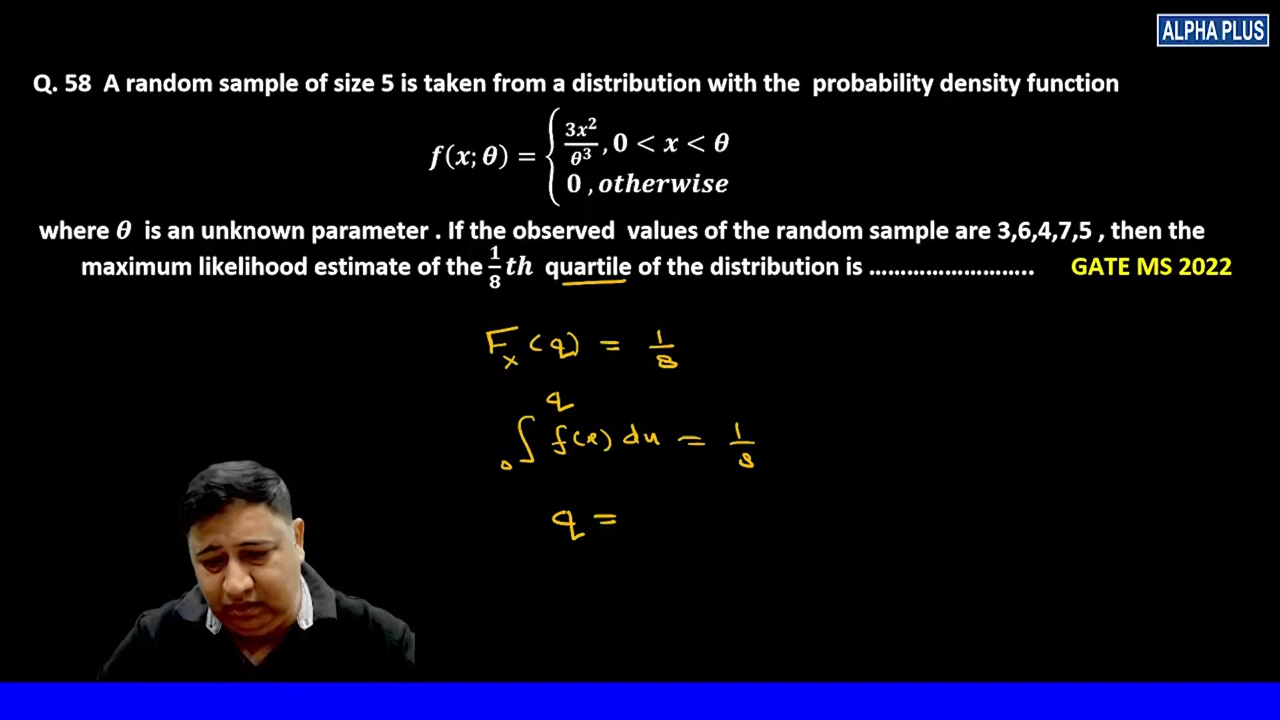 ALPHA PLUS
Q. 58 A random sample of size 5 is taken from a distribution with the probability density function
f(x; θ) = { 3x²/θ³ , 0 < x < θ
0 , otherwise
where θ is an unknown parameter . If the observed values of the random sample are 3,6,4,7,5 , then the
maximum likelihood estimate of the 1/8 th quartile of the distribution is ............................. GATE MS 2022
F_x (q) = 1/8
∫₀^q f(x) dx = 1/8
q =